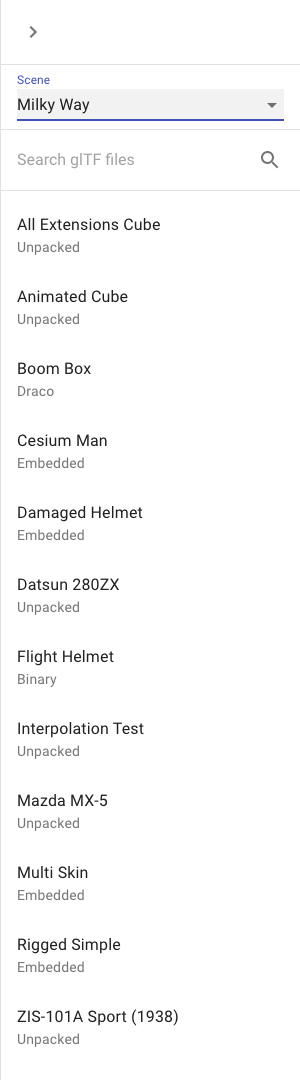 Scene
Milky Way
Search glTF files
All Extensions Cube
Unpacked
Animated Cube
Unpacked
Boom Box
Draco
Cesium Man
Embedded
Damaged Helmet
Embedded
Datsun 280ZX
Unpacked
Flight Helmet
Binary
Interpolation Test
Unpacked
Mazda MX-5
Unpacked
Multi Skin
Embedded
Rigged Simple
Embedded
ZIS-101A Sport (1938)
Unpacked